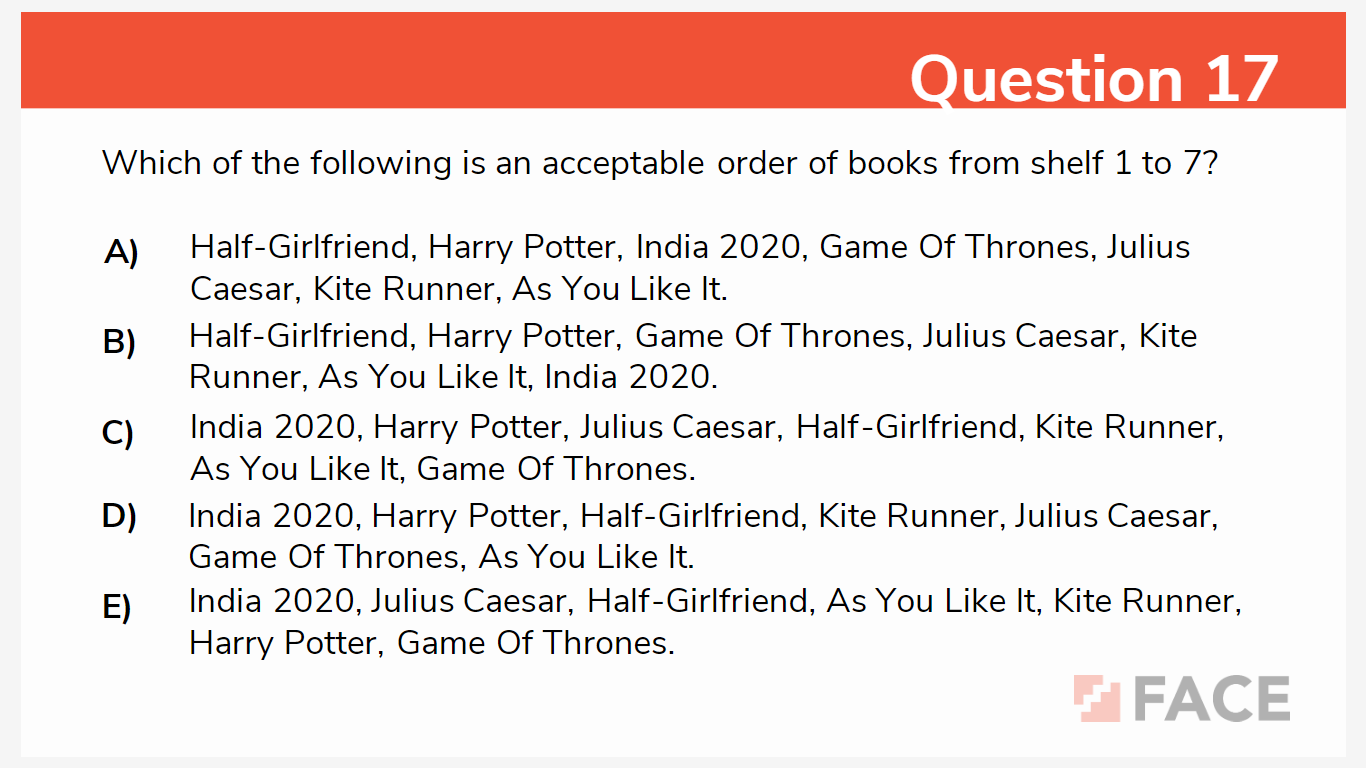 Question 17
Which of the following is an acceptable order of books from shelf 1 to 7?
A) Half-Girlfriend, Harry Potter, India 2020, Game Of Thrones, Julius
Caesar, Kite Runner, As You Like It.
B) Half-Girlfriend, Harry Potter, Game Of Thrones, Julius Caesar, Kite
Runner, As You Like It, India 2020.
C) India 2020, Harry Potter, Julius Caesar, Half-Girlfriend, Kite Runner,
As You Like It, Game Of Thrones.
D) India 2020, Harry Potter, Half-Girlfriend, Kite Runner, Julius Caesar,
Game Of Thrones, As You Like It.
E) India 2020, Julius Caesar, Half-Girlfriend, As You Like It, Kite Runner,
Harry Potter, Game Of Thrones.
FACE